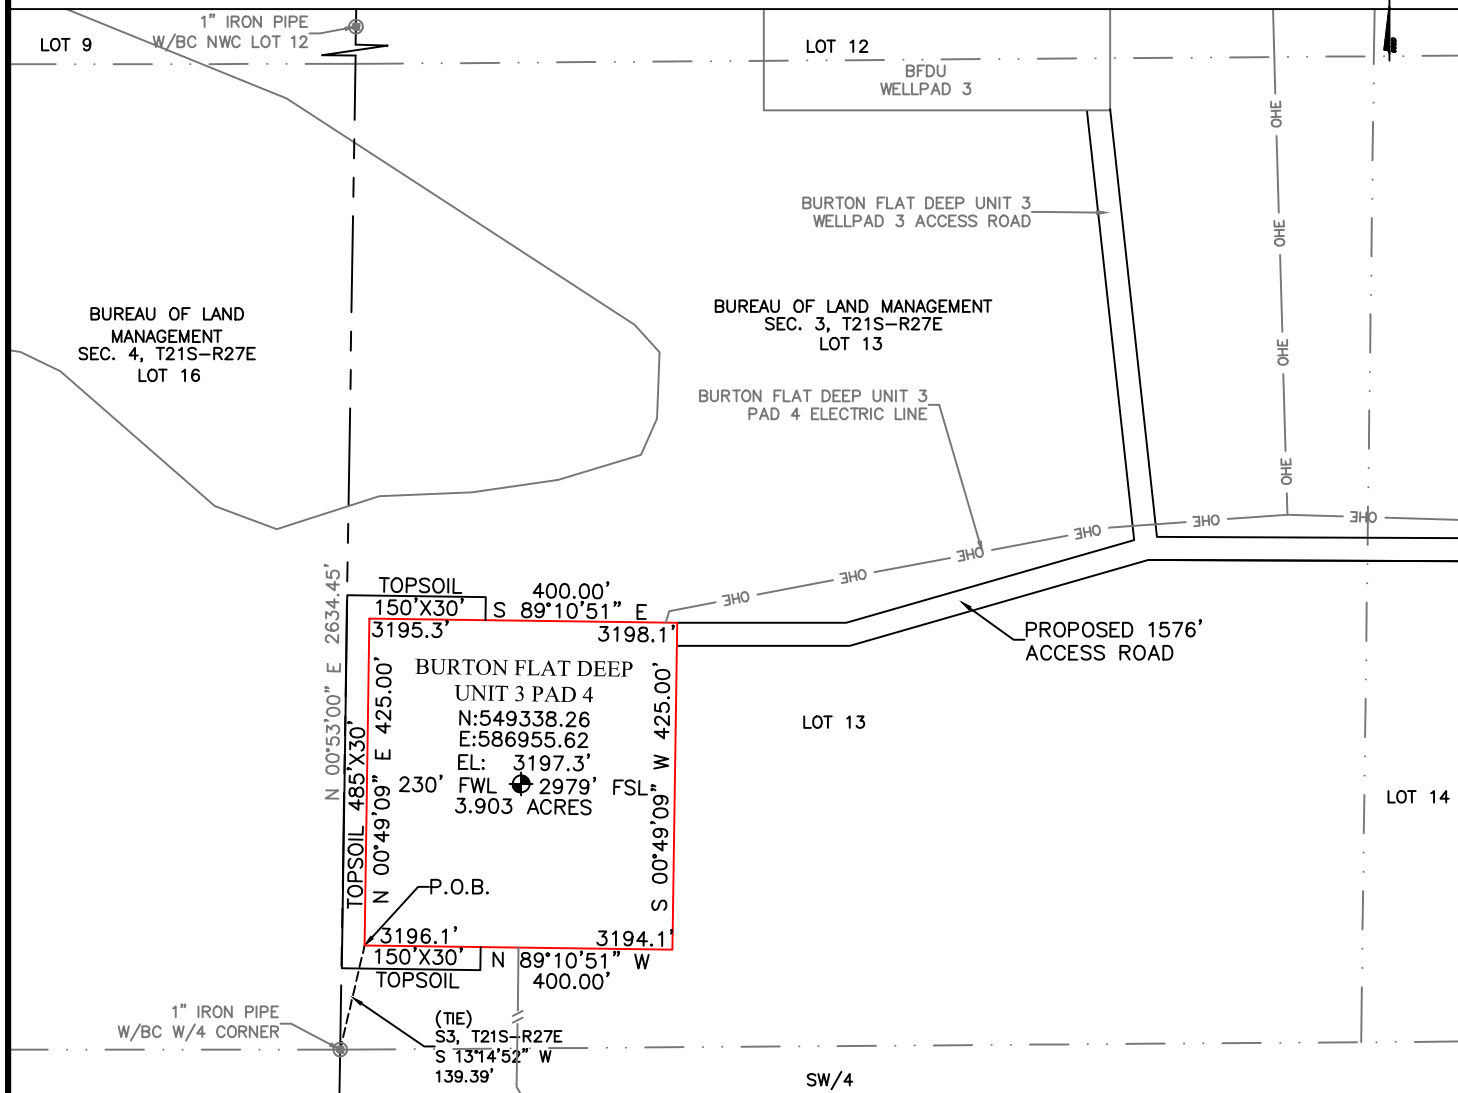 1" IRON PIPE
W/BC NWC LOT 12
LOT 9
LOT 12
BFDU
WELLPAD 3
OHE
BURTON FLAT DEEP UNIT 3
WELLPAD 3 ACCESS ROAD
OHE
BUREAU OF LAND
MANAGEMENT
SEC. 4, T21S-R27E
LOT 16
BUREAU OF LAND MANAGEMENT
SEC. 3, T21S-R27E
LOT 13
OHE
BURTON FLAT DEEP UNIT 3
PAD 4 ELECTRIC LINE
OHE
OHE
OHE
OHE
OHE
OHE
OHE
OHE
N 00°53'00" E 2634.45'
TOPSOIL
150'X30'
400.00'
S 89°10'51" E
3195.3'
3198.1'
PROPOSED 1576'
ACCESS ROAD
BURTON FLAT DEEP
UNIT 3 PAD 4
N:549338.26
E:586955.62
EL: 3197.3'
230' FWL 2979' FSL
3.903 ACRES
TOPSOIL 485'X30'
N 00°49'09" E 425.00'
S 00°49'09" W 425.00'
LOT 13
LOT 14
P.O.B.
3196.1'
3194.1'
150'X30'
TOPSOIL
N 89°10'51" W
400.00'
1" IRON PIPE
W/BC W/4 CORNER
(TIE)
S3, T21S-R27E
S 13°14'52" W
139.39'
SW/4